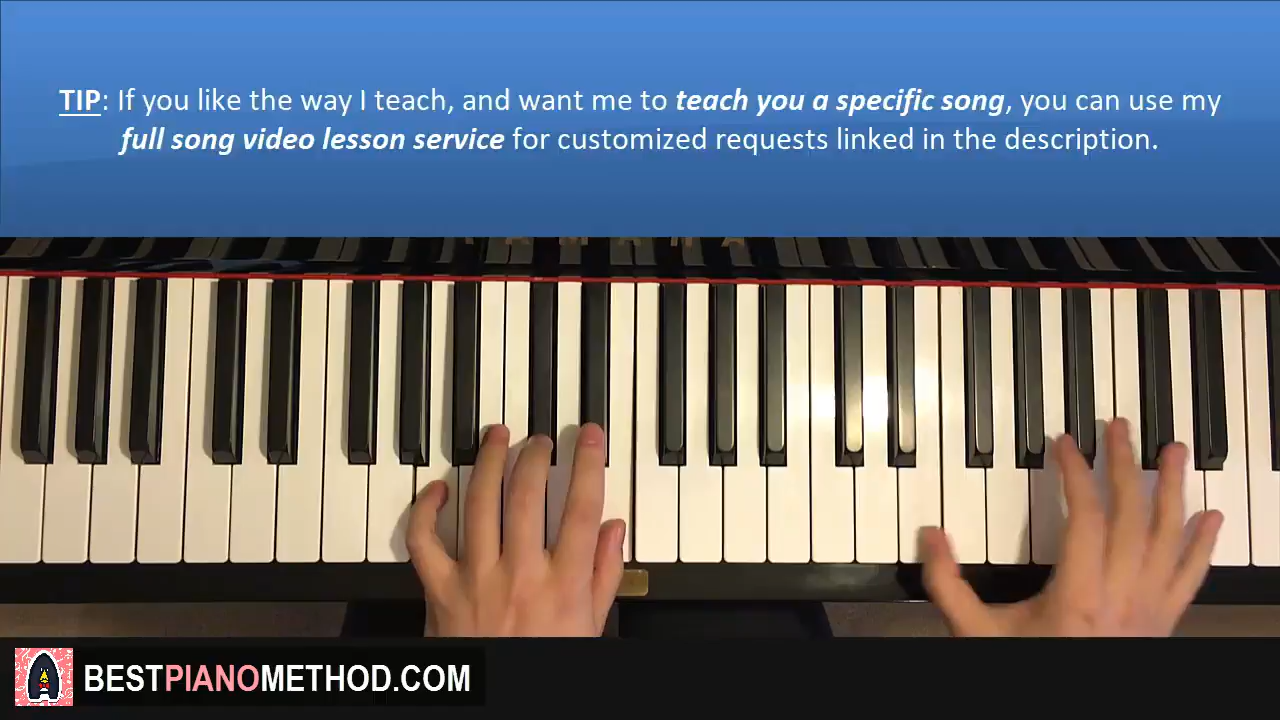 TIP: If you like the way I teach, and want me to teach you a specific song, you can use my
full song video lesson service for customized requests linked in the description.
YAMAHA
BESTPIANOMETHOD.COM